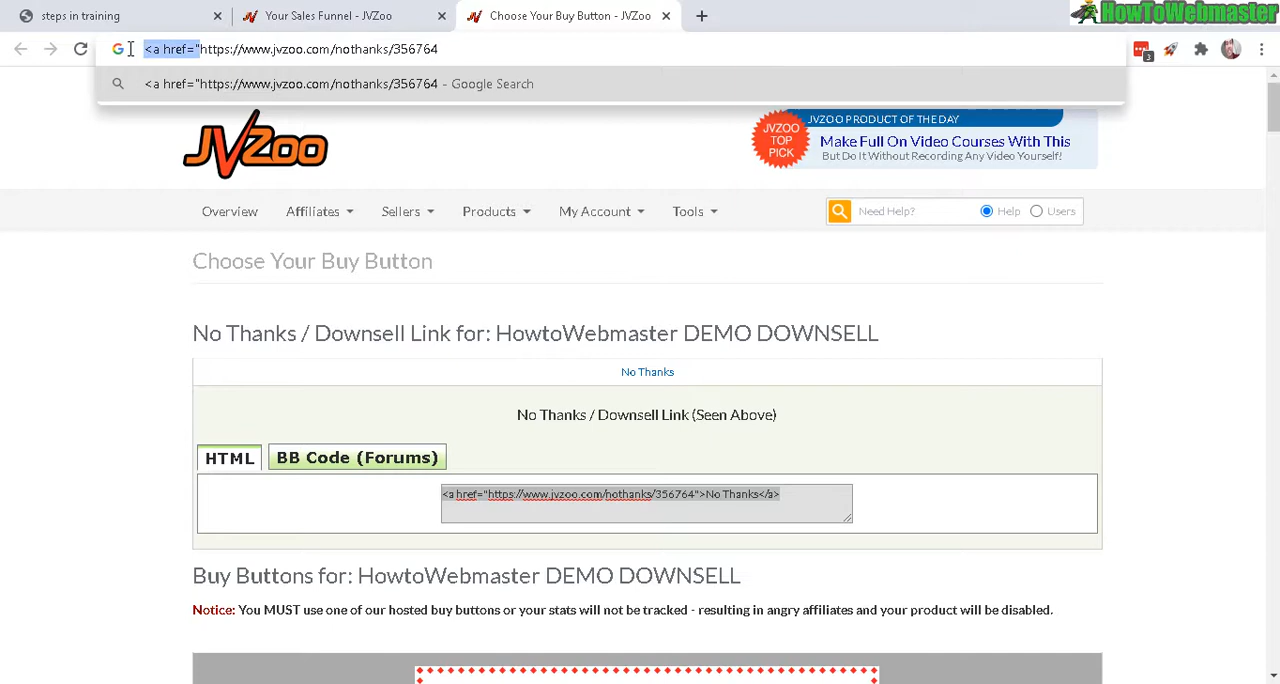 steps in training
Your Sales Funnel - JVZoo
Choose Your Buy Button - JVZoo
HowToWebmaster
<a href="https://www.jvzoo.com/nothanks/356764
3
<a href="https://www.jvzoo.com/nothanks/356764 - Google Search
JVZoo
JVZOO TOP PICK
JVZOO PRODUCT OF THE DAY
Make Full On Video Courses With This
But Do It Without Recording Any Video Yourself!
Overview Affiliates Sellers Products My Account Tools
Need Help? Help Users
Choose Your Buy Button
No Thanks / Downsell Link for: HowtoWebmaster DEMO DOWNSELL
No Thanks
No Thanks / Downsell Link (Seen Above)
HTML BB Code (Forums)
<a href="https://www.jvzoo.com/nothanks/356764">No Thanks</a>
Buy Buttons for: HowtoWebmaster DEMO DOWNSELL
Notice: You MUST use one of our hosted buy buttons or your stats will not be tracked - resulting in angry affiliates and your product will be disabled.